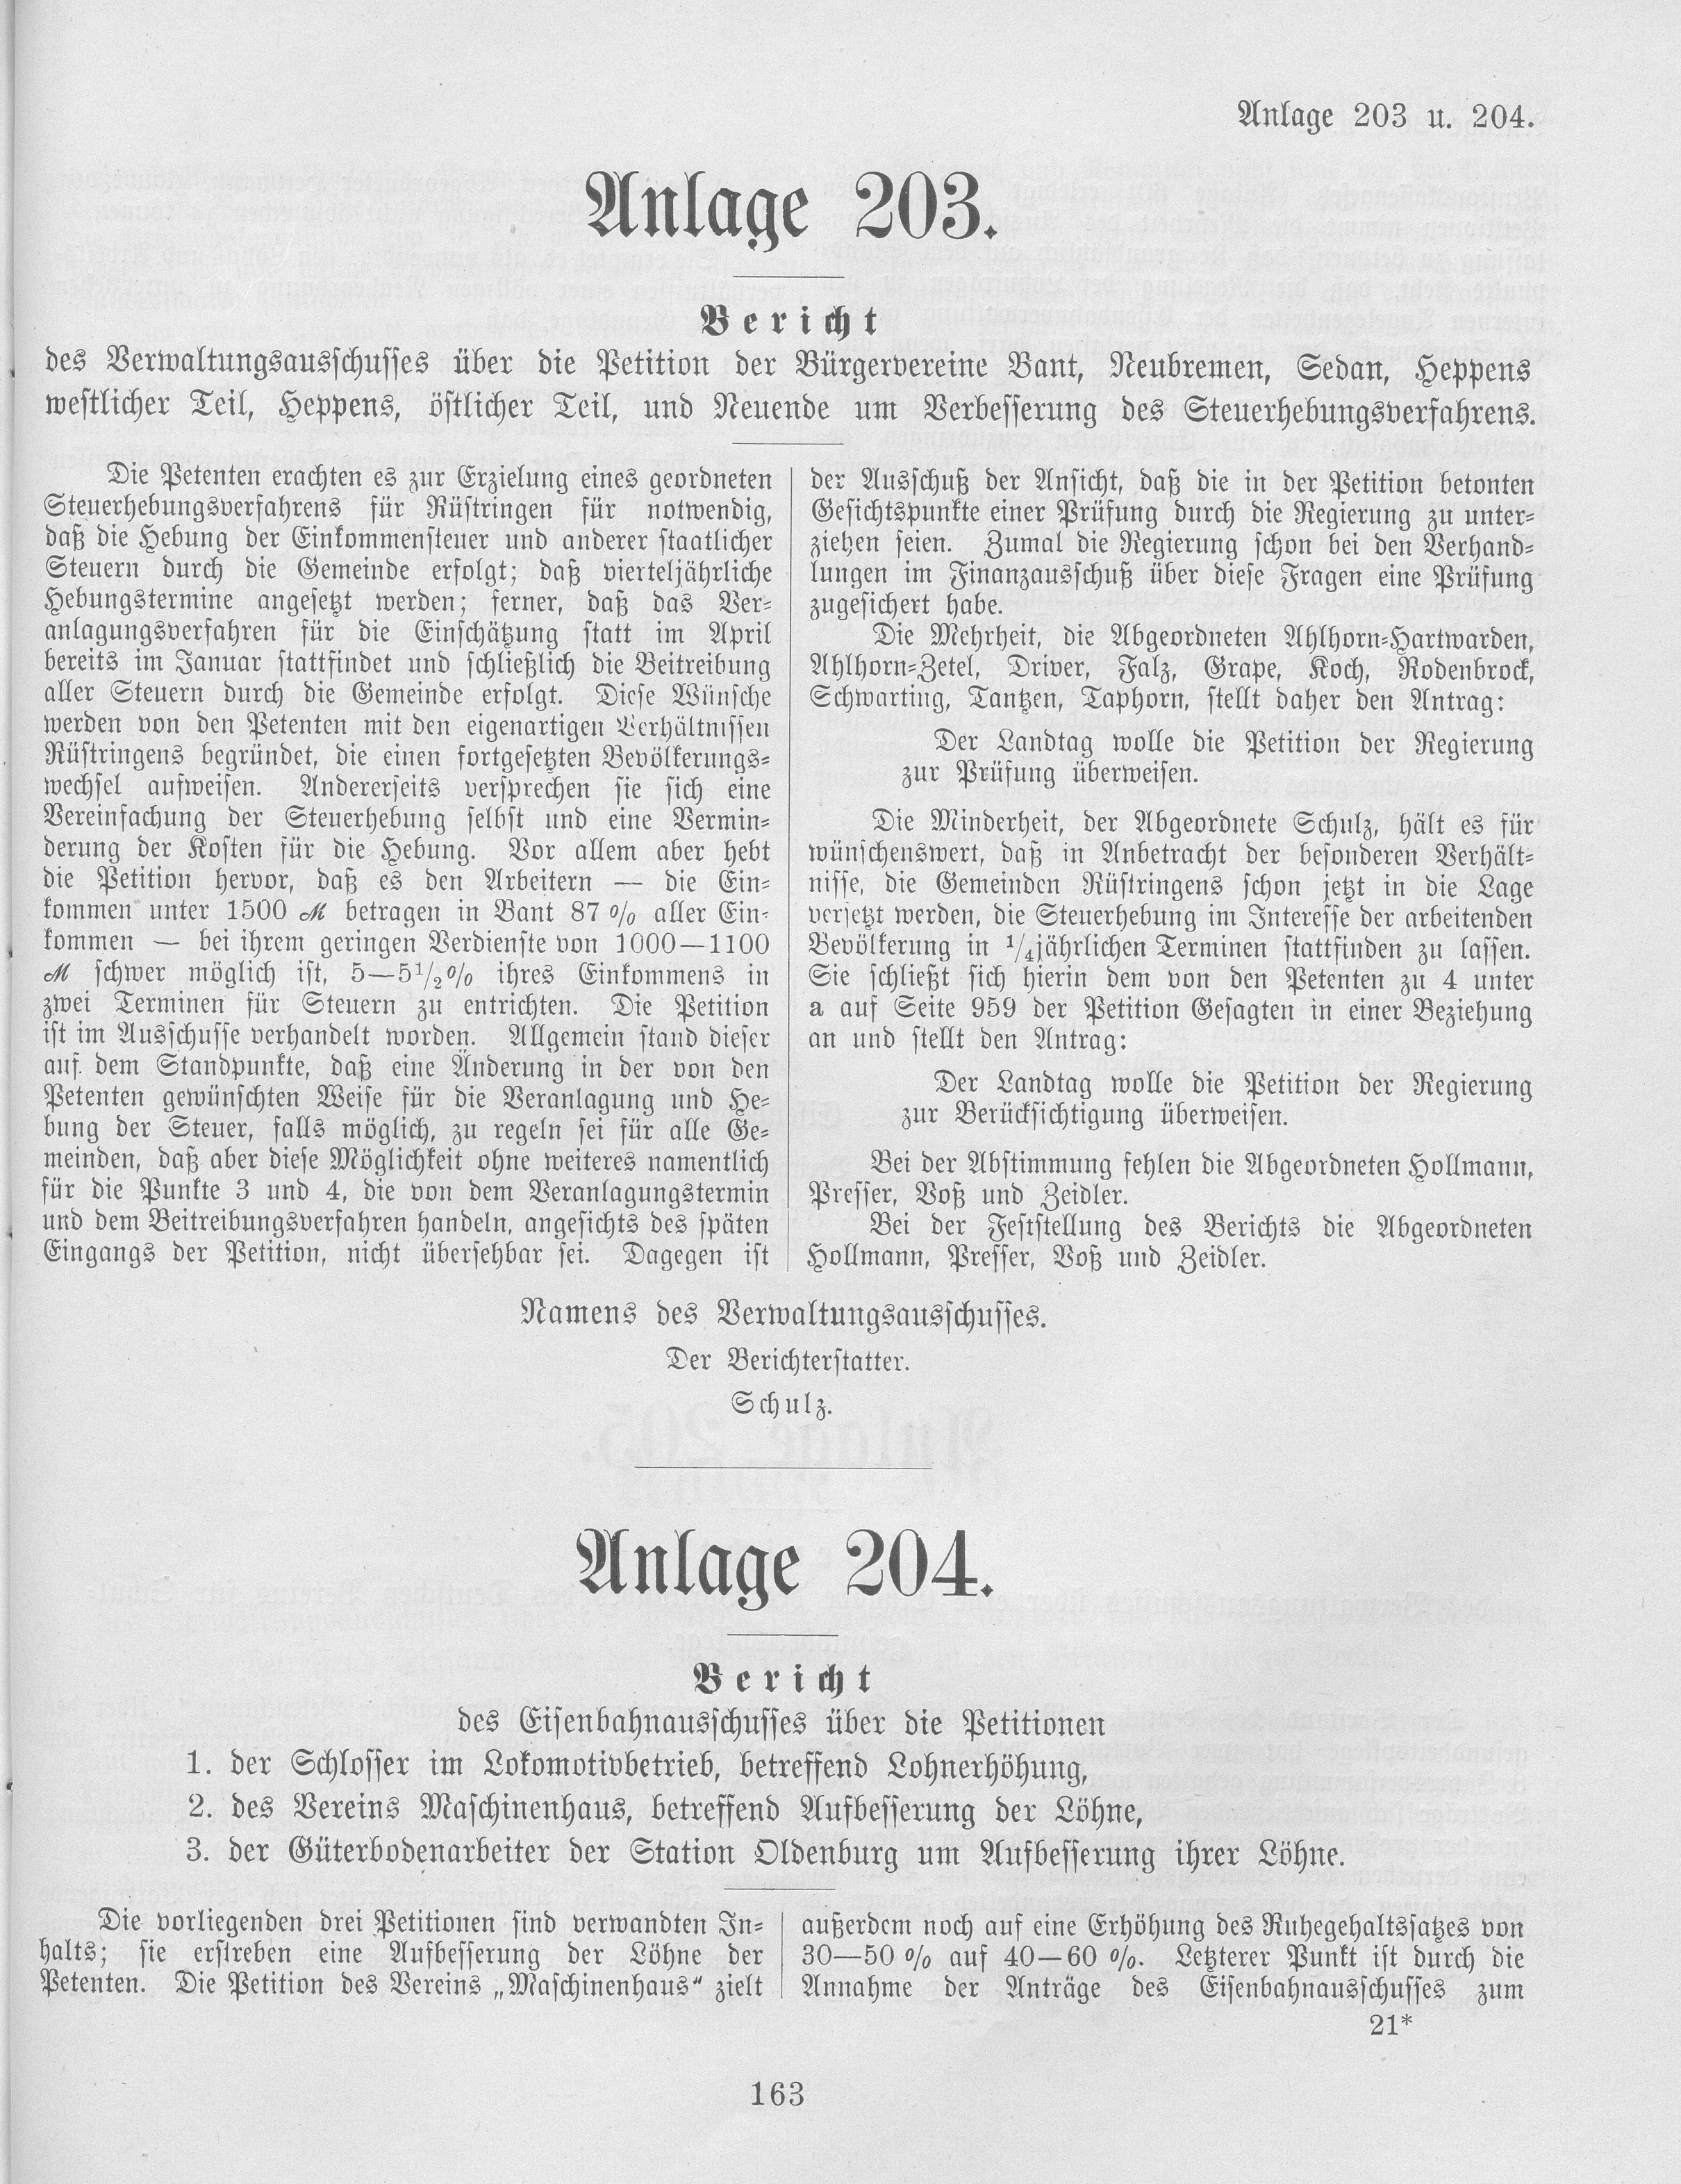 Anlage 203 u. 204.
Anlage 203.
Bericht
des Verwaltungsausschusses über die Petition der Bürgervereine Bant, Neubremen, Sedan, Heppens
westlicher Teil, Heppens, östlicher Teil, und Neuende um Verbesserung des Steuerhebungsverfahrens.
Die Petenten erachten es zur Erzielung eines geordneten
Steuerhebungsverfahrens für Rüstringen für notwendig,
daß die Hebung der Einkommensteuer und anderer staatlicher
Steuern durch die Gemeinde erfolgt; daß vierteljährliche
Hebungstermine angesetzt werden; ferner, daß das Ver-
anlagungsverfahren für die Einschätzung statt im April
bereits im Januar stattfindet und schließlich die Beitreibung
aller Steuern durch die Gemeinde erfolgt. Diese Wünsche
werden von den Petenten mit den eigenartigen Verhältnissen
Rüstringens begründet, die einen fortgesetzten Bevölkerungs-
wechsel aufweisen. Andererseits versprechen sie sich eine
Vereinfachung der Steuerhebung selbst und eine Vermin-
derung der Kosten für die Hebung. Vor allem aber hebt
die Petition hervor, daß es den Arbeitern — die Ein-
kommen unter 1500 ℳ betragen in Bant 87 % aller Ein-
kommen — bei ihrem geringen Verdienste von 1000—1100
ℳ schwer möglich ist, 5—5 1/2 % ihres Einkommens in
zwei Terminen für Steuern zu entrichten. Die Petition
ist im Ausschusse verhandelt worden. Allgemein stand dieser
auf dem Standpunkte, daß eine Änderung in der von den
Petenten gewünschten Weise für die Veranlagung und He-
bung der Steuer, falls möglich, zu regeln sei für alle Ge-
meinden, daß aber diese Möglichkeit ohne weiteres namentlich
für die Punkte 3 und 4, die von dem Veranlagungstermin
und dem Beitreibungsverfahren handeln, angesichts des späten
Eingangs der Petition, nicht übersehbar sei. Dagegen ist
der Ausschuß der Ansicht, daß die in der Petition betonten
Gesichtspunkte einer Prüfung durch die Regierung zu unter-
ziehen seien. Zumal die Regierung schon bei den Verhand-
lungen im Finanzausschuß über diese Fragen eine Prüfung
zugesichert habe.
Die Mehrheit, die Abgeordneten Ahlhorn-Hartwarden,
Ahlhorn-Zetel, Driver, Falz, Grape, Koch, Rodenbrock,
Schwarting, Tantzen, Taphorn, stellt daher den Antrag:
Der Landtag wolle die Petition der Regierung
zur Prüfung überweisen.
Die Minderheit, der Abgeordnete Schulz, hält es für
wünschenswert, daß in Anbetracht der besonderen Verhält-
nisse, die Gemeinden Rüstringens schon jetzt in die Lage
versetzt werden, die Steuerhebung im Interesse der arbeitenden
Bevölkerung in 1/4jährlichen Terminen stattfinden zu lassen.
Sie schließt sich hierin dem von den Petenten zu 4 unter
a auf Seite 959 der Petition Gesagten in einer Beziehung
an und stellt den Antrag:
Der Landtag wolle die Petition der Regierung
zur Berücksichtigung überweisen.
Bei der Abstimmung fehlen die Abgeordneten Hollmann,
Presser, Voß und Zeidler.
Bei der Feststellung des Berichts die Abgeordneten
Hollmann, Presser, Voß und Zeidler.
Namens des Verwaltungsausschusses.
Der Berichterstatter.
Schulz.
Anlage 204.
Bericht
des Eisenbahnausschusses über die Petitionen
1. der Schlosser im Lokomotivbetrieb, betreffend Lohnerhöhung,
2. des Vereins Maschinenhaus, betreffend Aufbesserung der Löhne,
3. der Güterbodenarbeiter der Station Oldenburg um Aufbesserung ihrer Löhne.
Die vorliegenden drei Petitionen sind verwandten In-
halts; sie erstreben eine Aufbesserung der Löhne der
Petenten. Die Petition des Vereins „Maschinenhaus“ zielt
außerdem noch auf eine Erhöhung des Ruhegehaltssatzes von
30—50 % auf 40—60 %. Letzterer Punkt ist durch die
Annahme der Anträge des Eisenbahnausschusses zum
21*
163